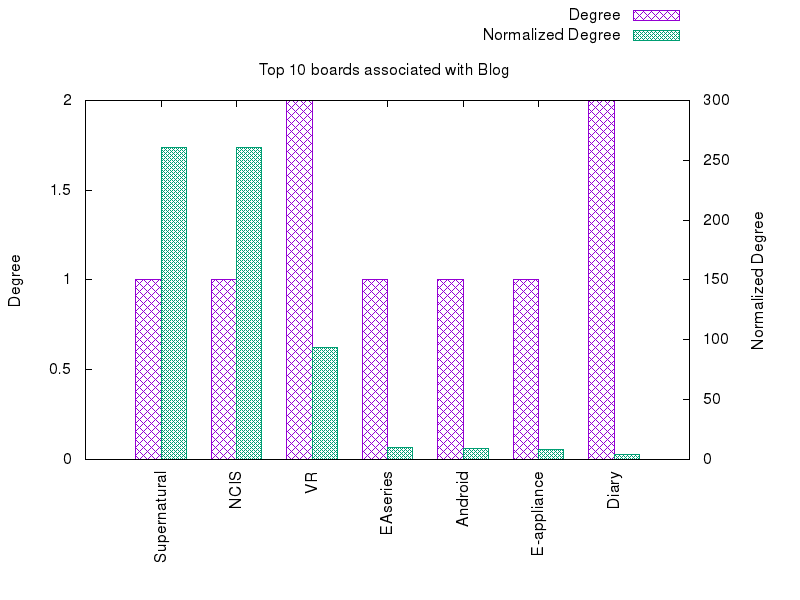 Degree
Normalized Degree
Top 10 boards associated with Blog
2
1.5
1
0.5
0
300
250
200
150
100
50
0
Degree
Normalized Degree
Supernatural
NCIS
VR
EAseries
Android
E-appliance
Diary